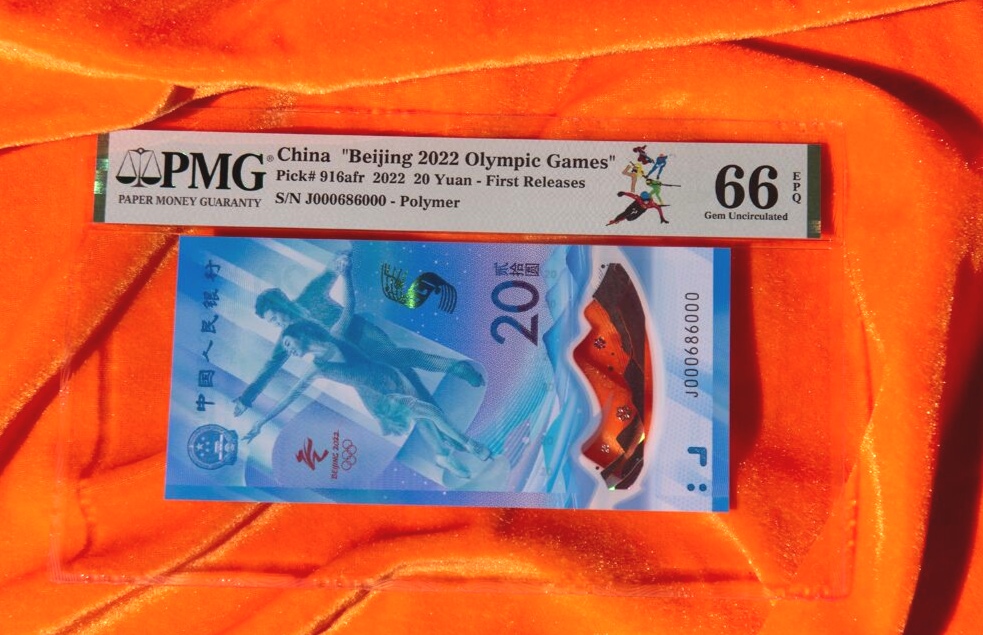 PMG®
PAPER MONEY GUARANTY
China "Beijing 2022 Olympic Games"
Pick# 916afr 2022 20 Yuan - First Releases
S/N J000686000 - Polymer
66
EPQ
Gem Uncirculated
中国人民银行
贰拾圆
20
BEIJING 2022
J000686000